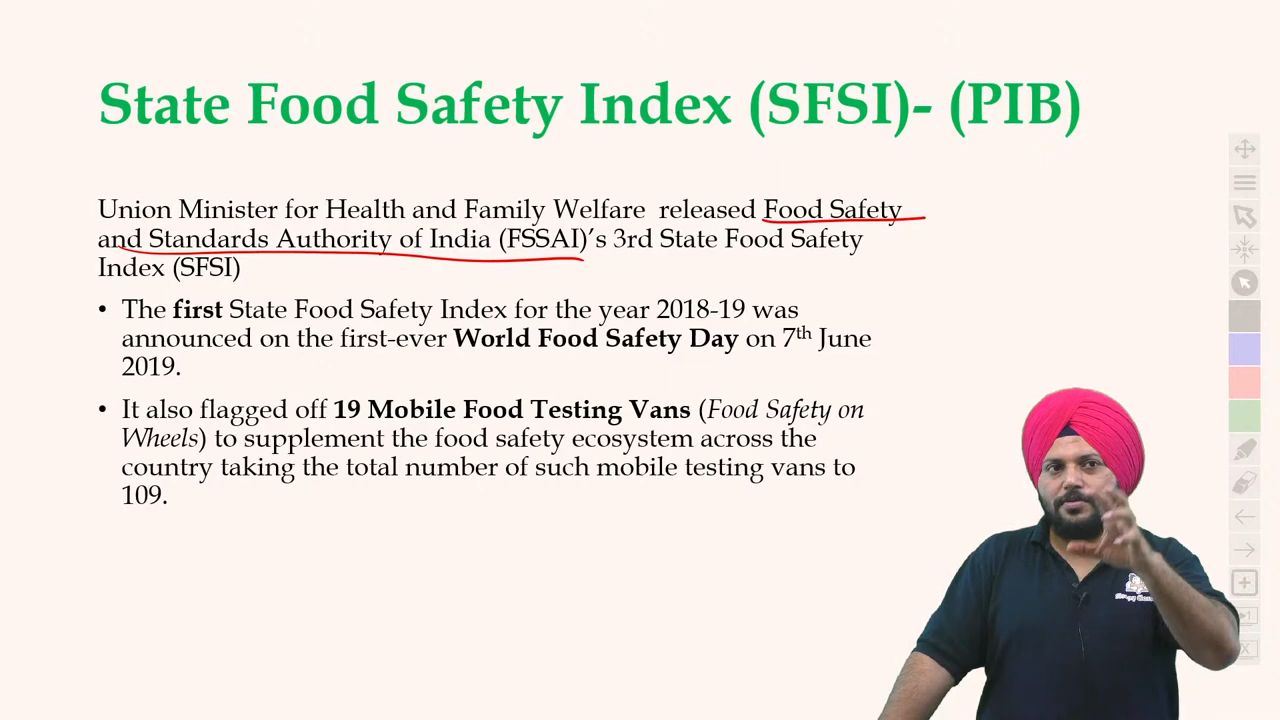 State Food Safety Index (SFSI)- (PIB)
Union Minister for Health and Family Welfare released Food Safety
and Standards Authority of India (FSSAI)’s 3rd State Food Safety
Index (SFSI)
• The first State Food Safety Index for the year 2018-19 was
announced on the first-ever World Food Safety Day on 7th June
2019.
• It also flagged off 19 Mobile Food Testing Vans (Food Safety on
Wheels) to supplement the food safety ecosystem across the
country taking the total number of such mobile testing vans to
109.